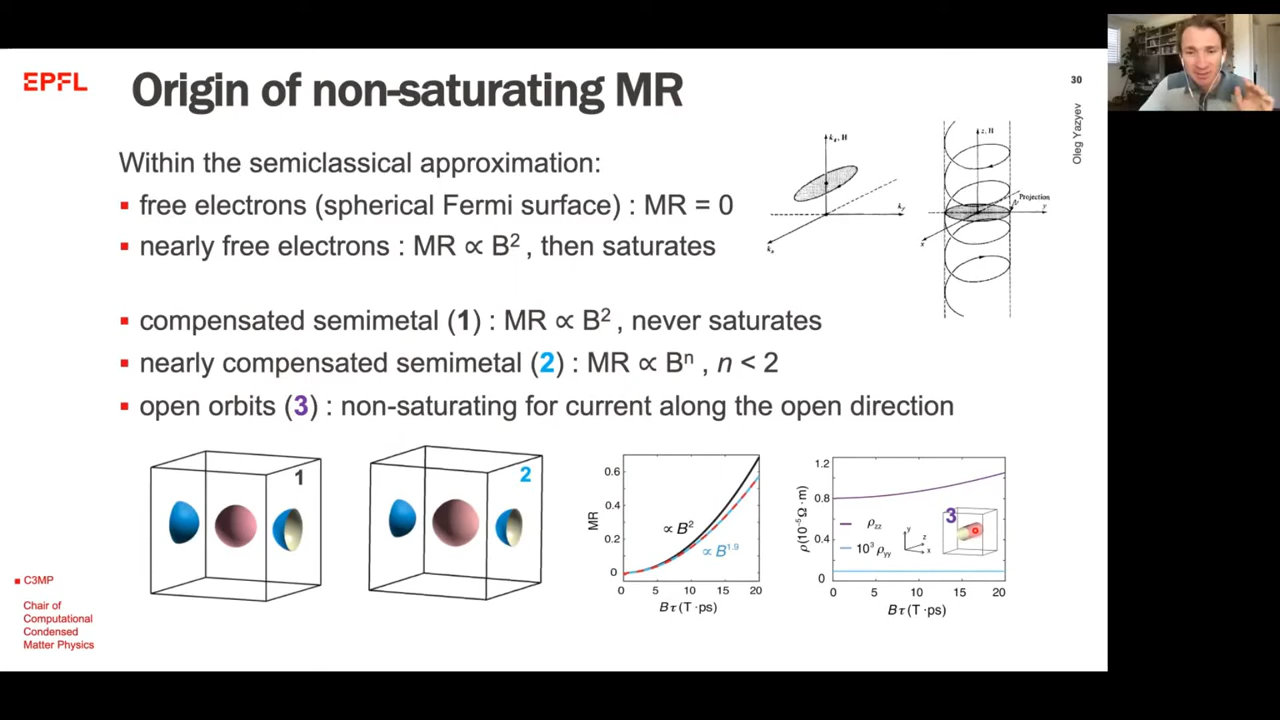 EPFL
Origin of non-saturating MR
30
Oleg Yazyev
Within the semiclassical approximation:
▪ free electrons (spherical Fermi surface) : MR = 0
▪ nearly free electrons : MR ∝ B² , then saturates
▪ compensated semimetal (1) : MR ∝ B² , never saturates
▪ nearly compensated semimetal (2) : MR ∝ Bⁿ , n < 2
▪ open orbits (3) : non-saturating for current along the open direction
z, H
Projection
y
x
1
2
MR
0.6
0.4
0.2
0
∝B²
∝B^1.9
0 5 10 15 20
Bτ (T·ps)
ρ (10⁻⁵ Ω·m)
1.2
0.8
0.4
0
ρzz
10³ ρyy
y
z
x
3
0 5 10 15 20
Bτ (T·ps)
▪ C3MP
Chair of
Computational
Condensed
Matter Physics